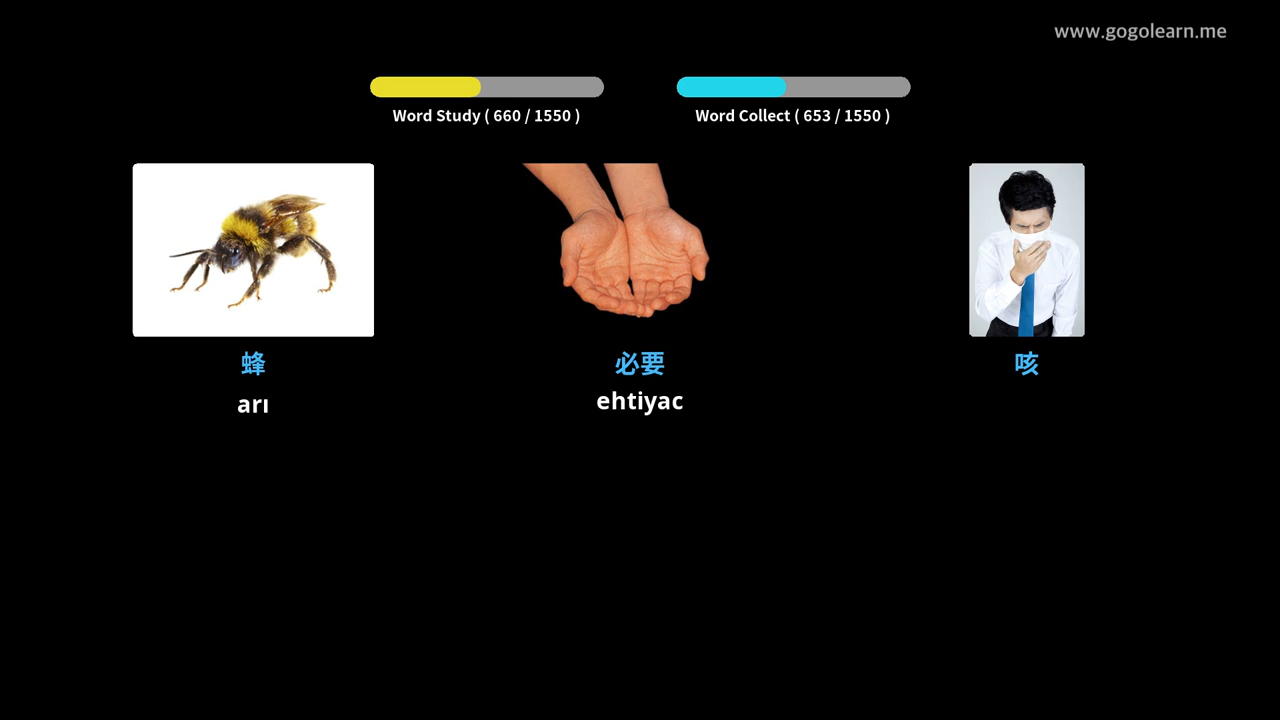 www.gogolearn.me
Word Study ( 660 / 1550 )
Word Collect ( 653 / 1550 )
蜂
必要
咳
arı
ehtiyac